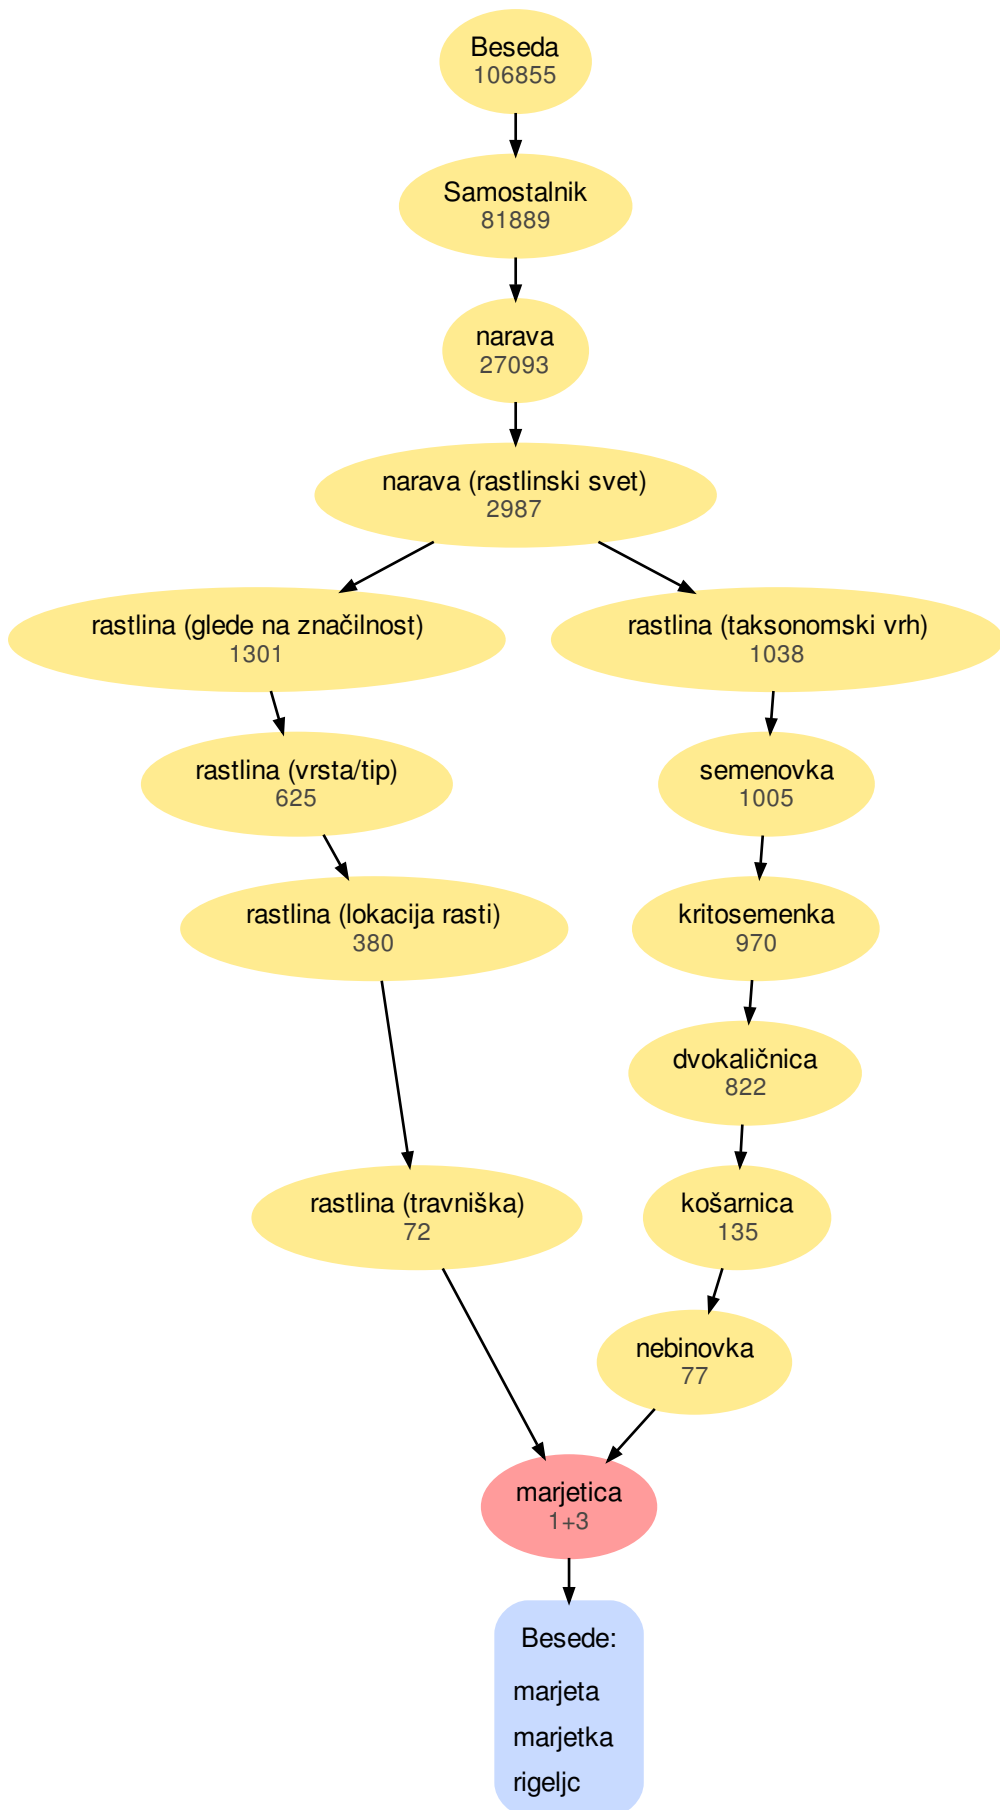 Beseda
106855
Samostalnik
81889
narava
27093
narava (rastlinski svet)
2987
rastlina (glede na značilnost)
1301
rastlina (taksonomski vrh)
1038
rastlina (vrsta/tip)
625
semenovka
1005
rastlina (lokacija rasti)
380
kritosemenka
970
dvokaličnica
822
rastlina (travniška)
72
košarnica
135
nebinovka
77
marjetica
1+3
Besede:
marjeta
marjetka
rigeljc